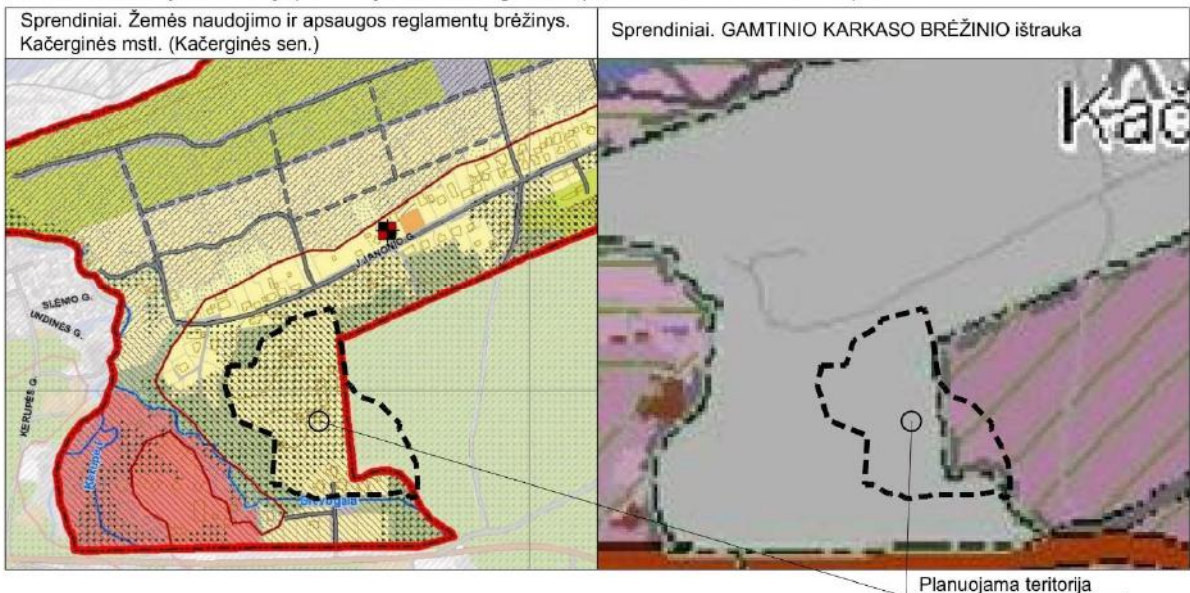 Sprendiniai. Žemės naudojimo ir apsaugos reglamentų brėžinys.
Kačerginės mstl. (Kačerginės sen.)
Sprendiniai. GAMTINIO KARKASO BRĖŽINIO ištrauka
Kač
J.JANONIO G.
SLĖNIO G.
UNDINĖS G.
KERUPĖS G.
Planuojama teritorija